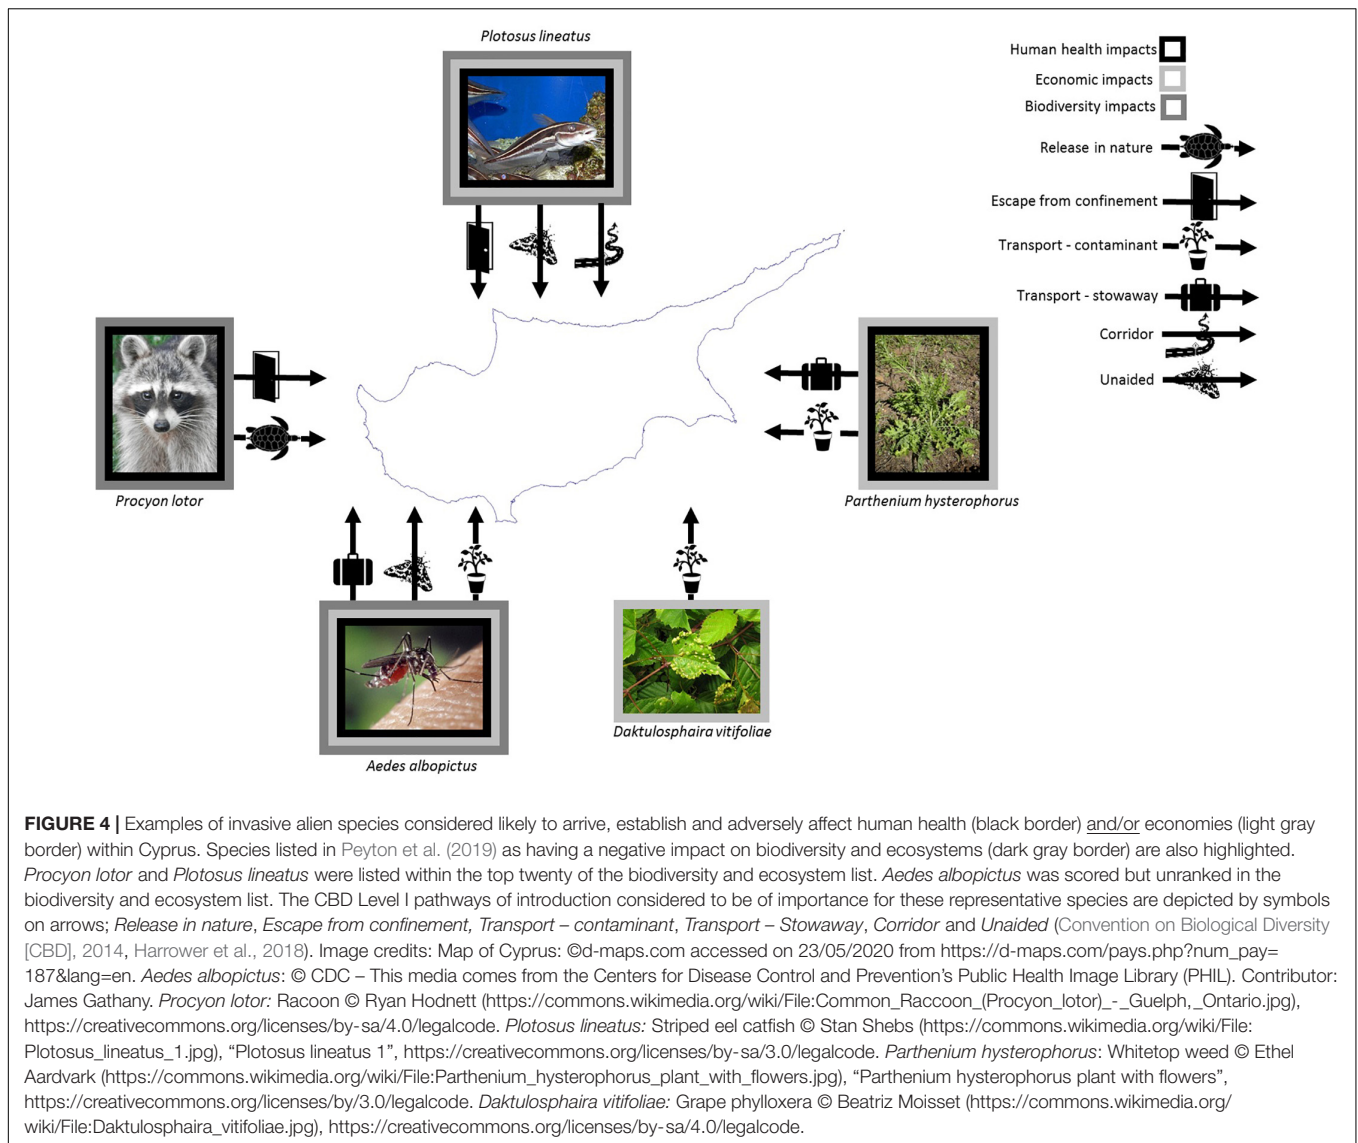 Plotosus lineatus
Human health impacts
Economic impacts
Biodiversity impacts
Release in nature
Escape from confinement
Transport - contaminant
Transport - stowaway
Corridor
Unaided
Procyon lotor
Parthenium hysterophorus
Aedes albopictus
Daktulosphaira vitifoliae
FIGURE 4 | Examples of invasive alien species considered likely to arrive, establish and adversely affect human health (black border) and/or economies (light gray
border) within Cyprus. Species listed in Peyton et al. (2019) as having a negative impact on biodiversity and ecosystems (dark gray border) are also highlighted.
Procyon lotor and Plotosus lineatus were listed within the top twenty of the biodiversity and ecosystem list. Aedes albopictus was scored but unranked in the
biodiversity and ecosystem list. The CBD Level I pathways of introduction considered to be of importance for these representative species are depicted by symbols
on arrows; Release in nature, Escape from confinement, Transport – contaminant, Transport – Stowaway, Corridor and Unaided (Convention on Biological Diversity
[CBD], 2014, Harrower et al., 2018). Image credits: Map of Cyprus: ©d-maps.com accessed on 23/05/2020 from https://d-maps.com/pays.php?num_pay=
187&lang=en. Aedes albopictus: © CDC – This media comes from the Centers for Disease Control and Prevention's Public Health Image Library (PHIL). Contributor:
James Gathany. Procyon lotor: Racoon © Ryan Hodnett (https://commons.wikimedia.org/wiki/File:Common_Raccoon_(Procyon_lotor)_-_Guelph,_Ontario.jpg),
https://creativecommons.org/licenses/by-sa/4.0/legalcode. Plotosus lineatus: Striped eel catfish © Stan Shebs (https://commons.wikimedia.org/wiki/File:
Plotosus_lineatus_1.jpg), “Plotosus lineatus 1”, https://creativecommons.org/licenses/by-sa/3.0/legalcode. Parthenium hysterophorus: Whitetop weed © Ethel
Aardvark (https://commons.wikimedia.org/wiki/File:Parthenium_hysterophorus_plant_with_flowers.jpg), “Parthenium hysterophorus plant with flowers”,
https://creativecommons.org/licenses/by/3.0/legalcode. Daktulosphaira vitifoliae: Grape phylloxera © Beatriz Moisset (https://commons.wikimedia.org/
wiki/File:Daktulosphaira_vitifoliae.jpg), https://creativecommons.org/licenses/by-sa/4.0/legalcode.